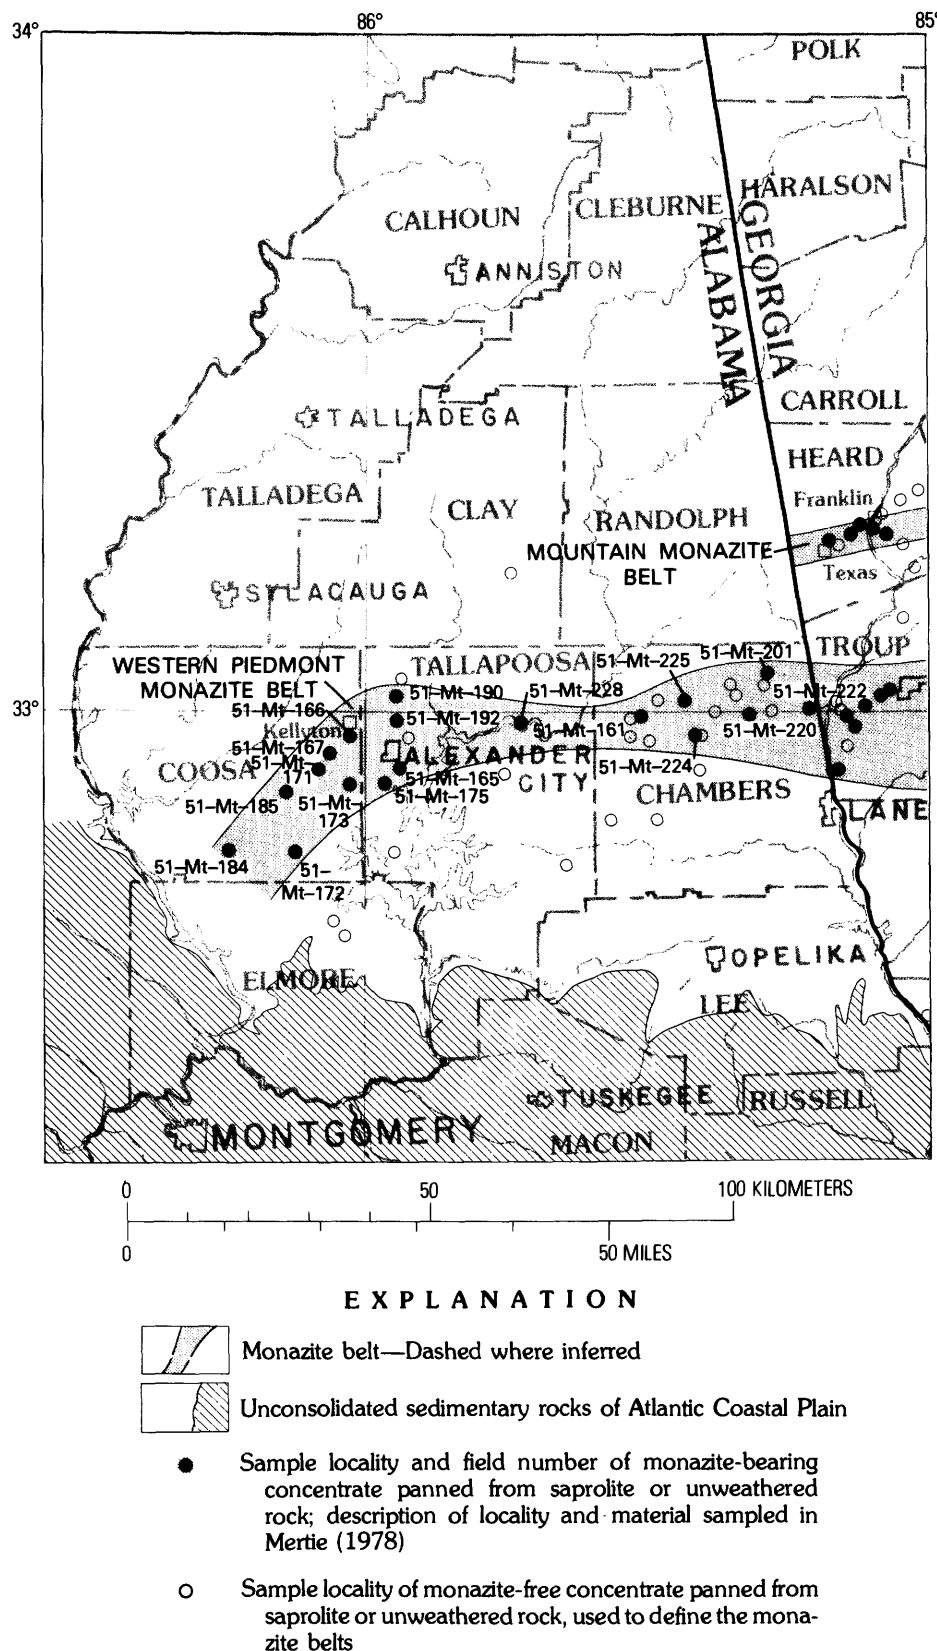 34°
86°
85°
POLK
HARALSON
CLEBURNE
CALHOUN
GEORGIA
ALABAMA
ANNISTON
CARROLL
TALLADEGA
HEARD
TALLADEGA
CLAY
Franklin
RANDOLPH
MOUNTAIN MONAZITE
BELT
Texas
SYLACAUGA
TROUP
WESTERN PIEDMONT
MONAZITE BELT
TALLAPOOSA
51–Mt–225
51–Mt–201
51–Mt–190
51–Mt–228
51–Mt–222
33°
51–Mt–166
51–Mt–192
51–Mt–161
51–Mt–220
Kellyton
51–Mt–167
ALEXANDER
CITY
COOSA
51–Mt–
171
51–Mt–165
51–Mt–224
51–Mt–175
CHAMBERS
51–Mt–185
51–Mt–
173
LANE
51–Mt–184
51–
Mt–172
OPELIKA
ELMORE
LEE
TUSKEGEE
RUSSELL
MONTGOMERY
MACON
0 50 100 KILOMETERS
0 50 MILES
EXPLANATION
Monazite belt—Dashed where inferred
Unconsolidated sedimentary rocks of Atlantic Coastal Plain
Sample locality and field number of monazite-bearing
concentrate panned from saprolite or unweathered
rock; description of locality and material sampled in
Mertie (1978)
Sample locality of monazite-free concentrate panned from
saprolite or unweathered rock, used to define the mona-
zite belts